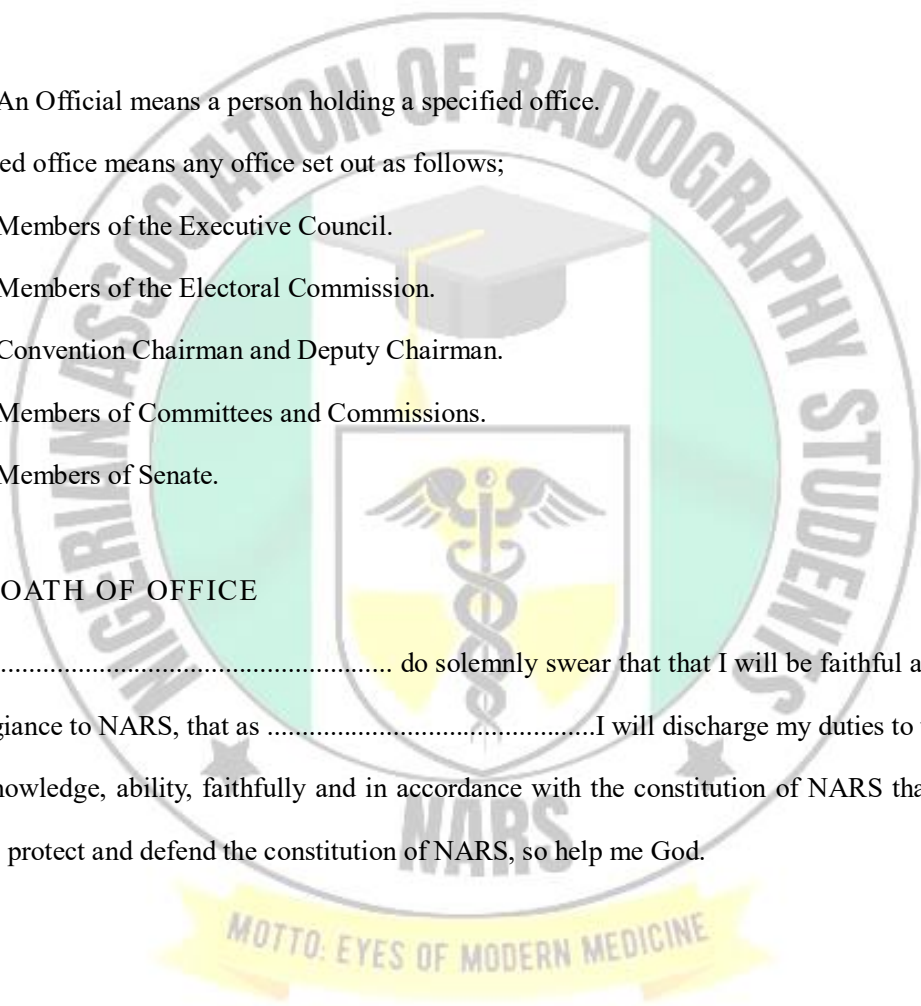 An Official means a person holding a specified office.
ed office means any office set out as follows;
Members of the Executive Council.
Members of the Electoral Commission.
Convention Chairman and Deputy Chairman.
Members of Committees and Commissions.
Members of Senate.
OATH OF OFFICE
........................................................ do solemnly swear that that I will be faithful a
giance to NARS, that as ...............................................I will discharge my duties to
nowledge, ability, faithfully and in accordance with the constitution of NARS tha
protect and defend the constitution of NARS, so help me God.
NIGERIAN ASSOCIATION OF RADIOGRAPHY STUDENTS
NARS
MOTTO: EYES OF MODERN MEDICINE